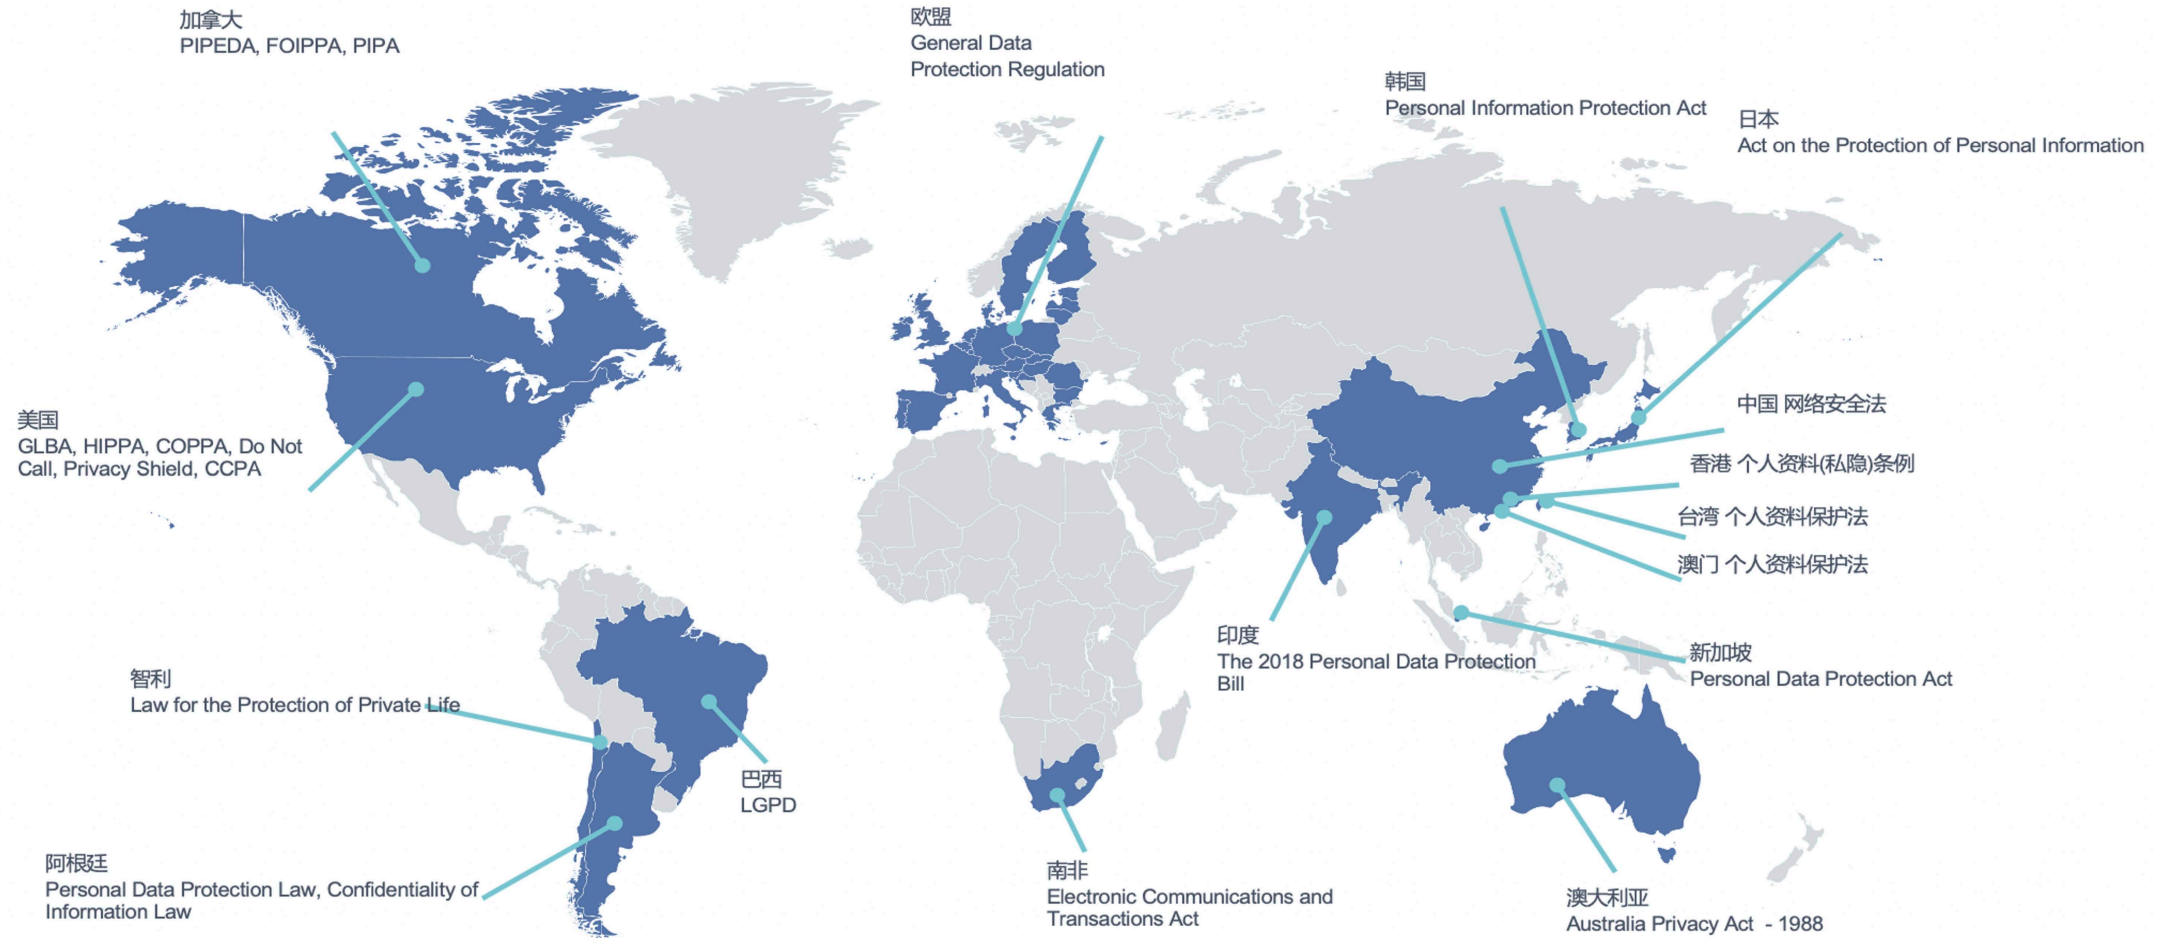 加拿大
PIPEDA, FOIPPA, PIPA
欧盟
General Data
Protection Regulation
韩国
Personal Information Protection Act
日本
Act on the Protection of Personal Information
美国
GLBA, HIPPA, COPPA, Do Not
Call, Privacy Shield, CCPA
中国 网络安全法
香港 个人资料(私隐)条例
台湾 个人资料保护法
澳门 个人资料保护法
印度
The 2018 Personal Data Protection
Bill
新加坡
Personal Data Protection Act
智利
Law for the Protection of Private Life
巴西
LGPD
阿根廷
Personal Data Protection Law, Confidentiality of
Information Law
南非
Electronic Communications and
Transactions Act
澳大利亚
Australia Privacy Act - 1988